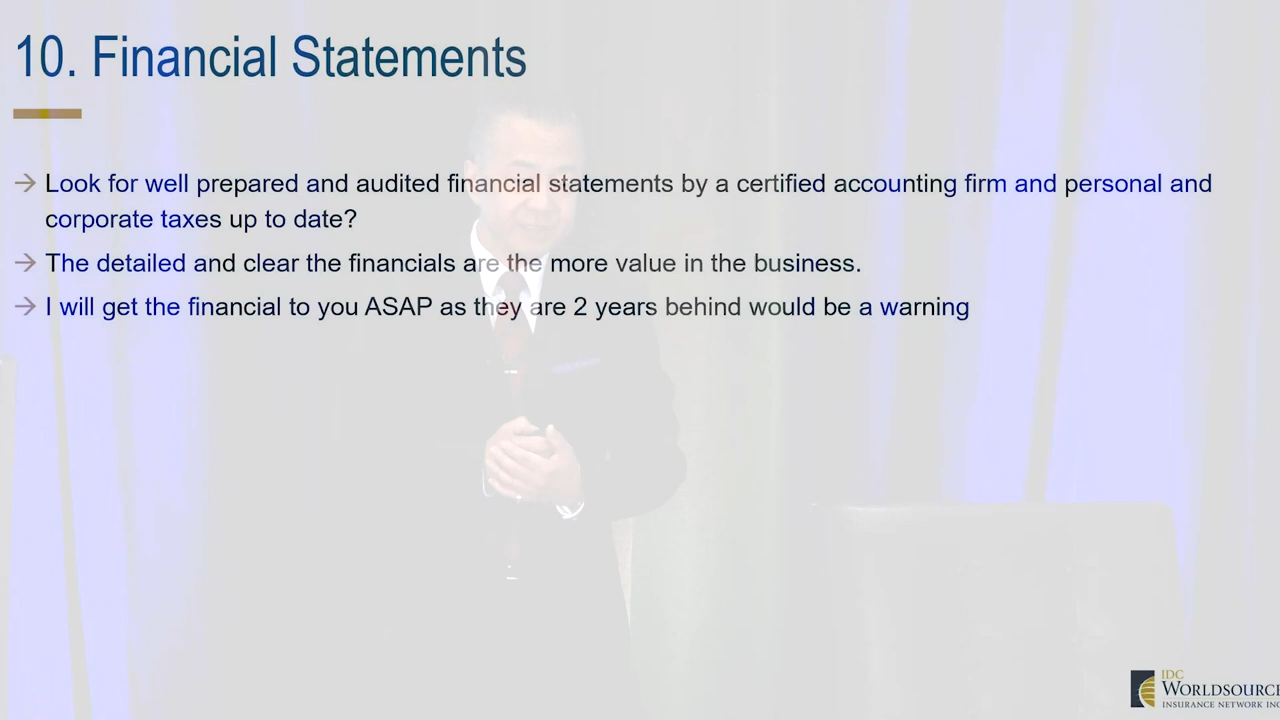 10. Financial Statements
→ Look for well prepared and audited financial statements by a certified accounting firm and personal and
corporate taxes up to date?
→ The detailed and clear the financials are the more value in the business.
→ I will get the financial to you ASAP as they are 2 years behind would be a warning
IDC
WORLDSOURCE
INSURANCE NETWORK INC